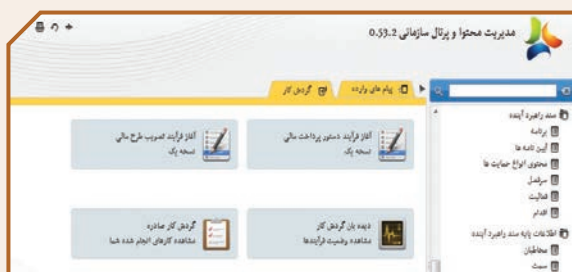 مدیریت محتوا و پرتال سازمانی 0.53.2
پیام های وارده
گردش کار
سند راهبرد آینده
برنامه
آیین نامه ها
محتوی انواع حمایت ها
سرفصل
فعالیت
اقدام
اطلاعات پایه سند راهبرد آینده
مخاطبان
سمت
آغاز فرآیند دستور پرداخت مالی
نسخه یک
آغاز فرآیند تصویب طرح مالی
نسخه یک
دیده بان گردش کار
مشاهده وضعیت فرآیندها
گردش کار صادره
مشاهده کارهای انجام شده شما